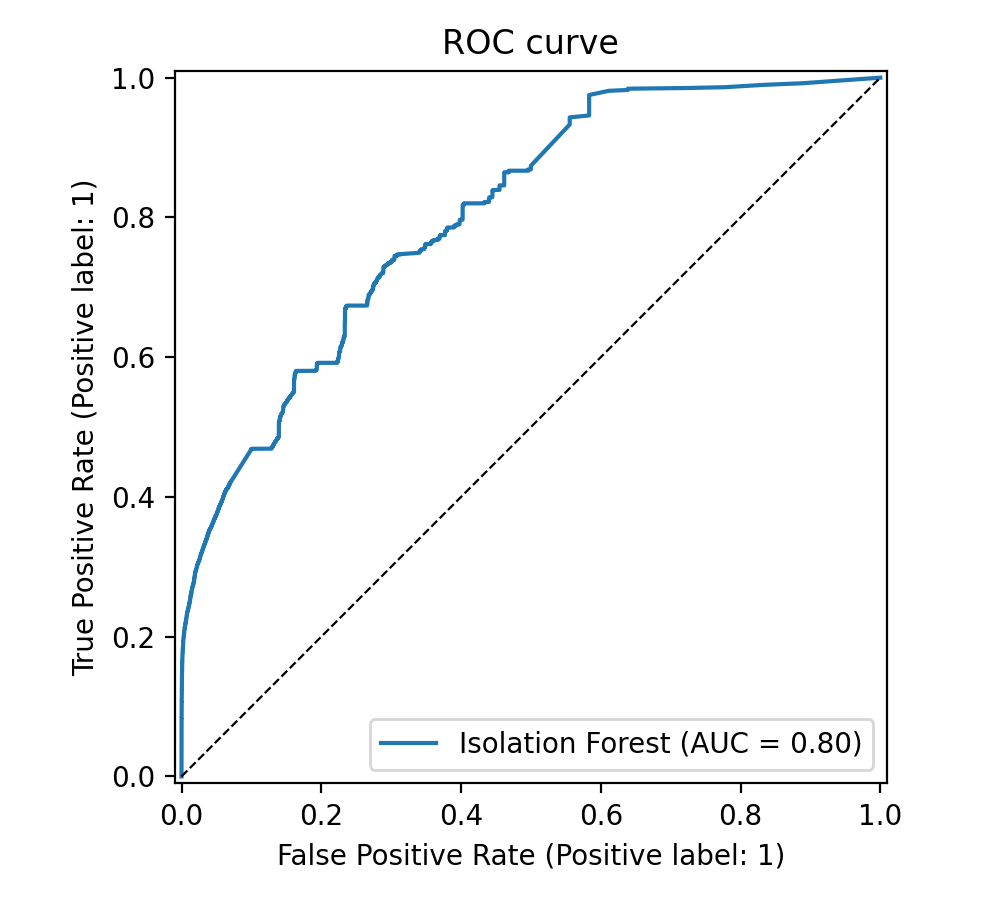 ROC curve
True Positive Rate (Positive label: 1)
1.0
0.8
0.6
0.4
0.2
0.0
Isolation Forest (AUC = 0.80)
0.0 0.2 0.4 0.6 0.8 1.0
False Positive Rate (Positive label: 1)